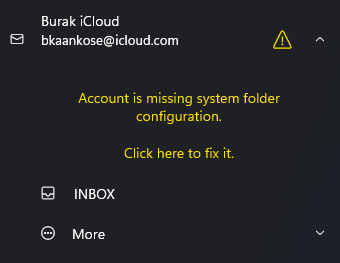 Burak iCloud
bkaankose@icloud.com
Account is missing system folder
configuration.
Click here to fix it.
INBOX
More